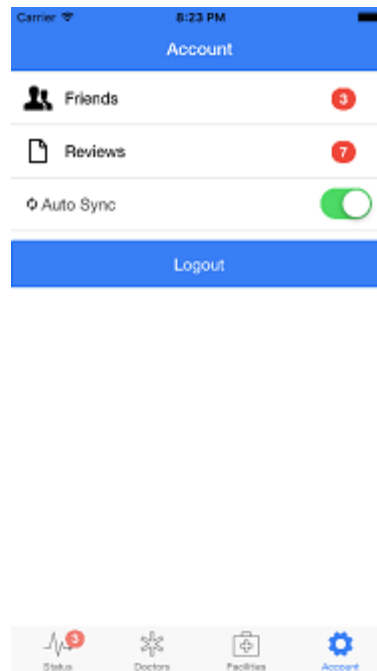 Carrier 8:23 PM
Account
Friends 3
Reviews 7
Auto Sync
Logout
3
Status Doctors Facilities Account